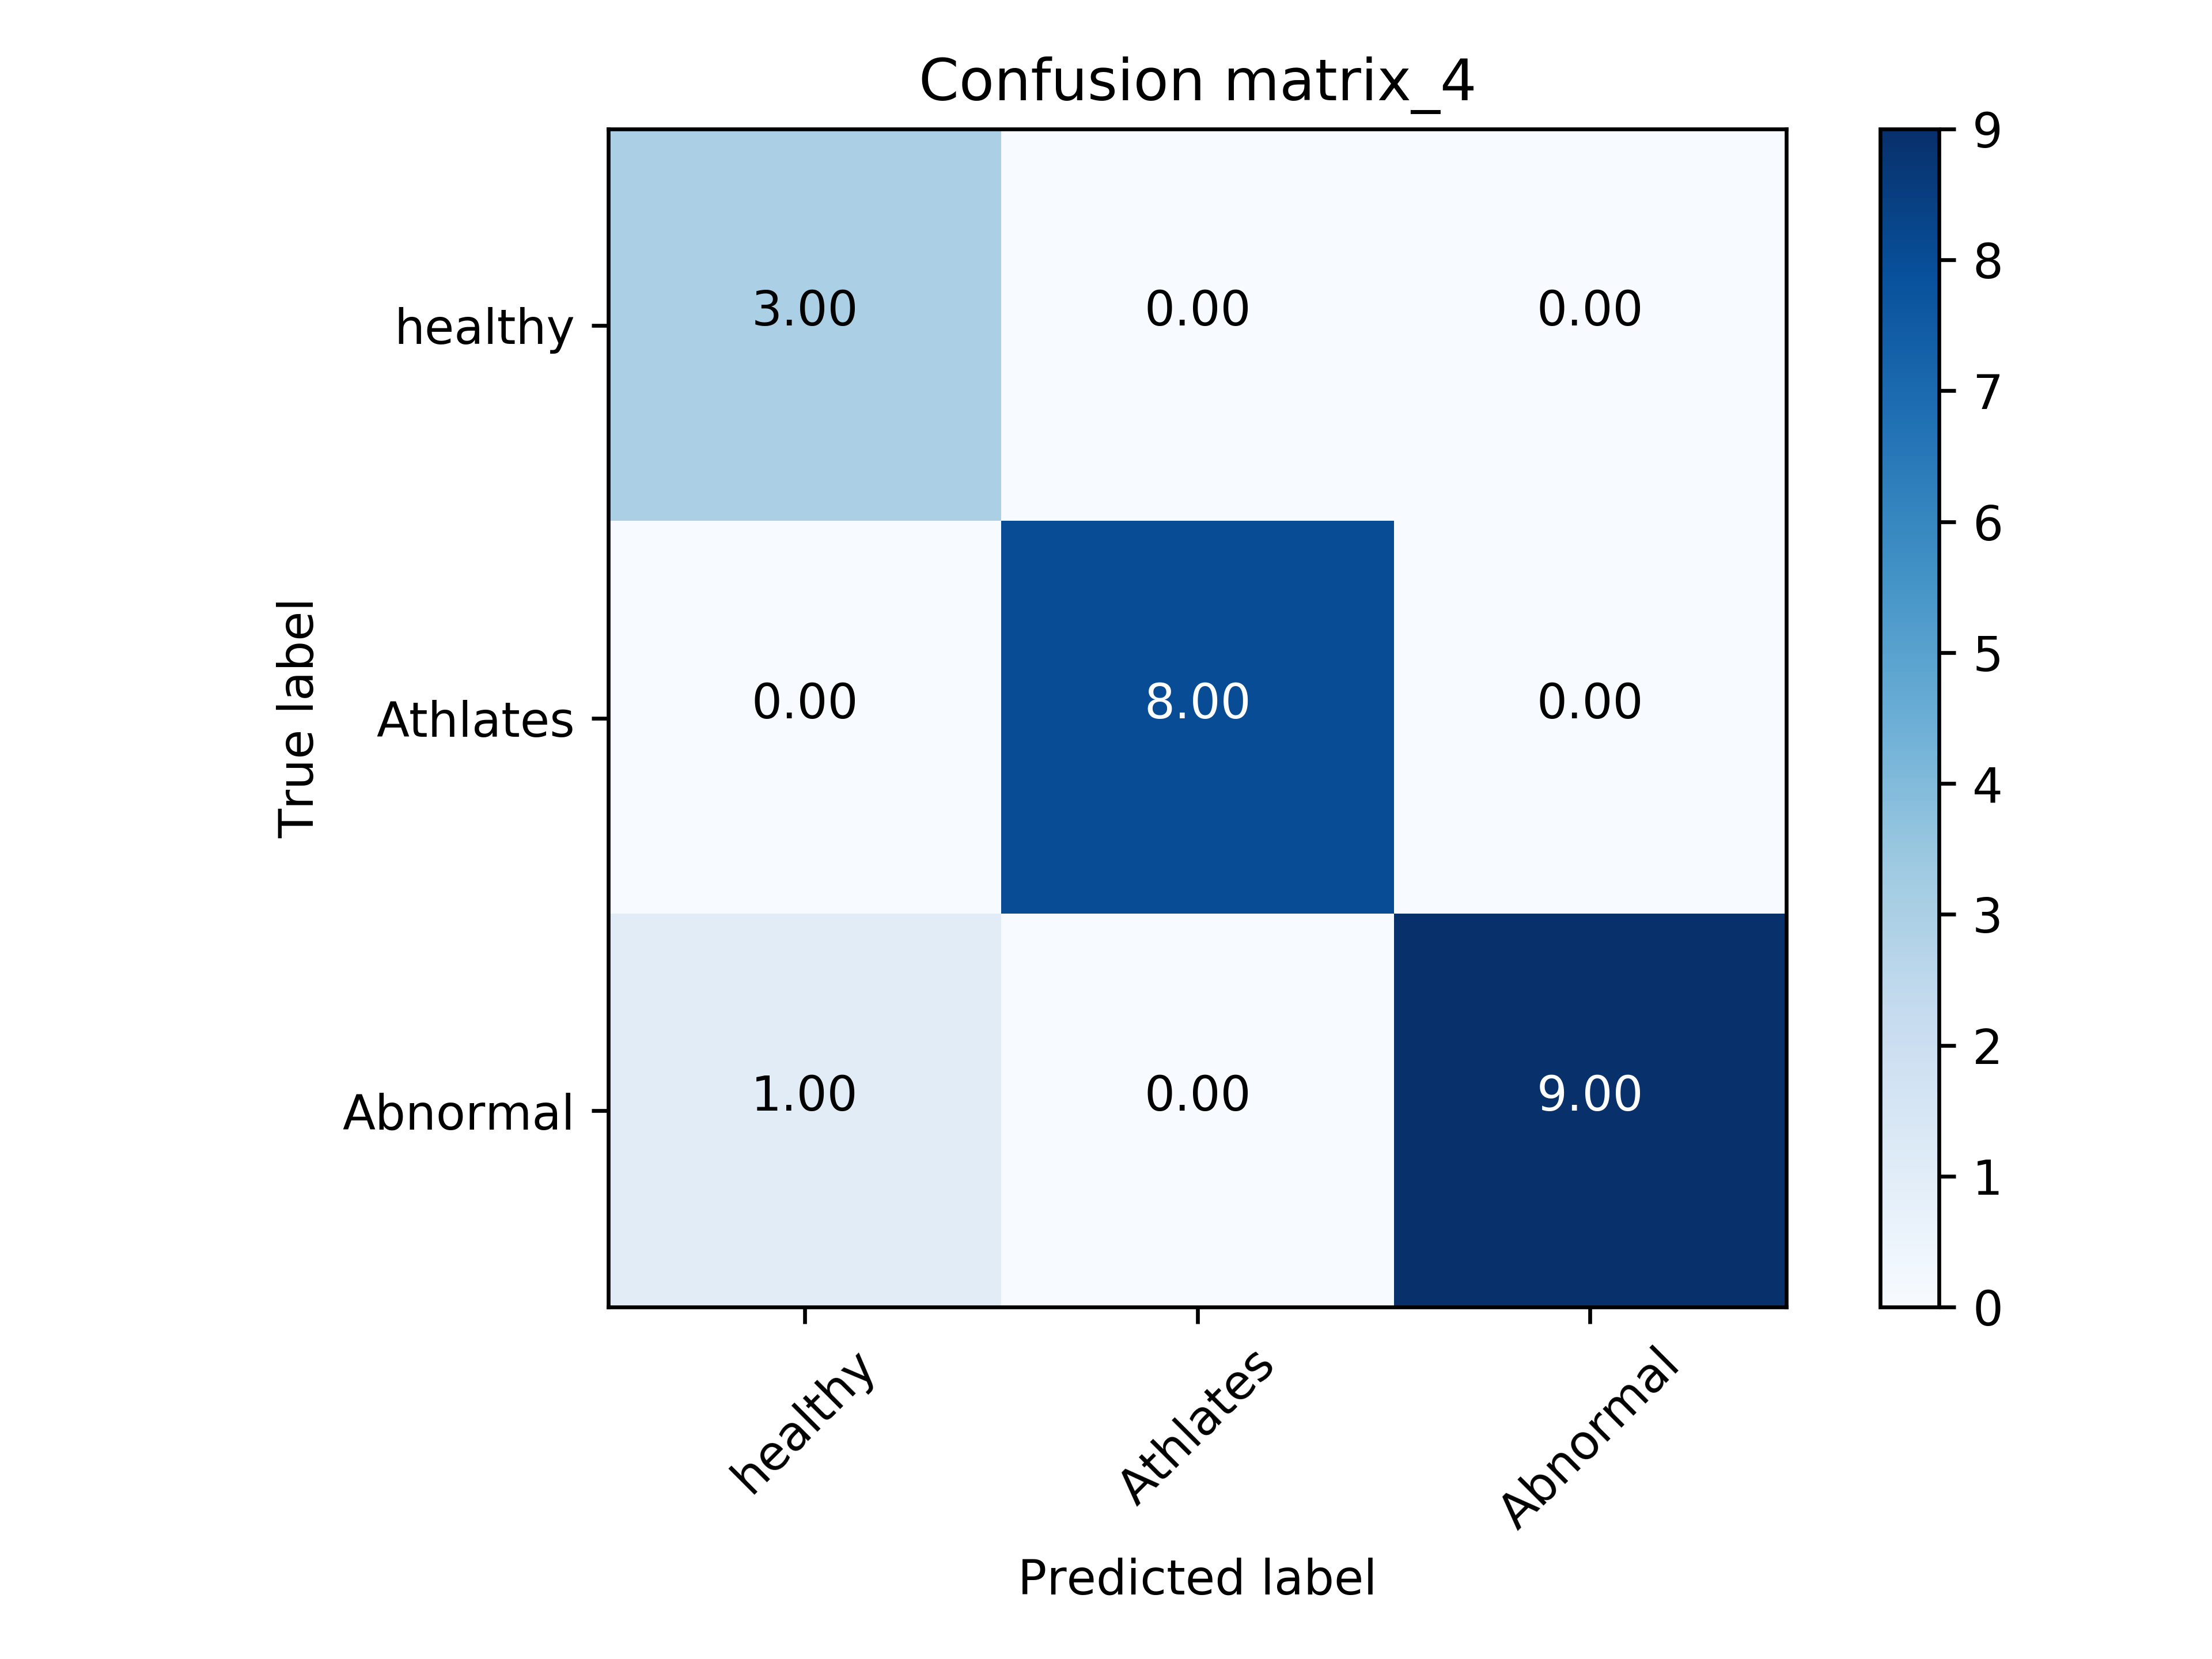 Confusion matrix_4
9
8
7
6
5
4
3
2
1
0
True label
healthy 3.00 0.00 0.00
Athlates 0.00 8.00 0.00
Abnormal 1.00 0.00 9.00
healthy Athlates Abnormal
Predicted label